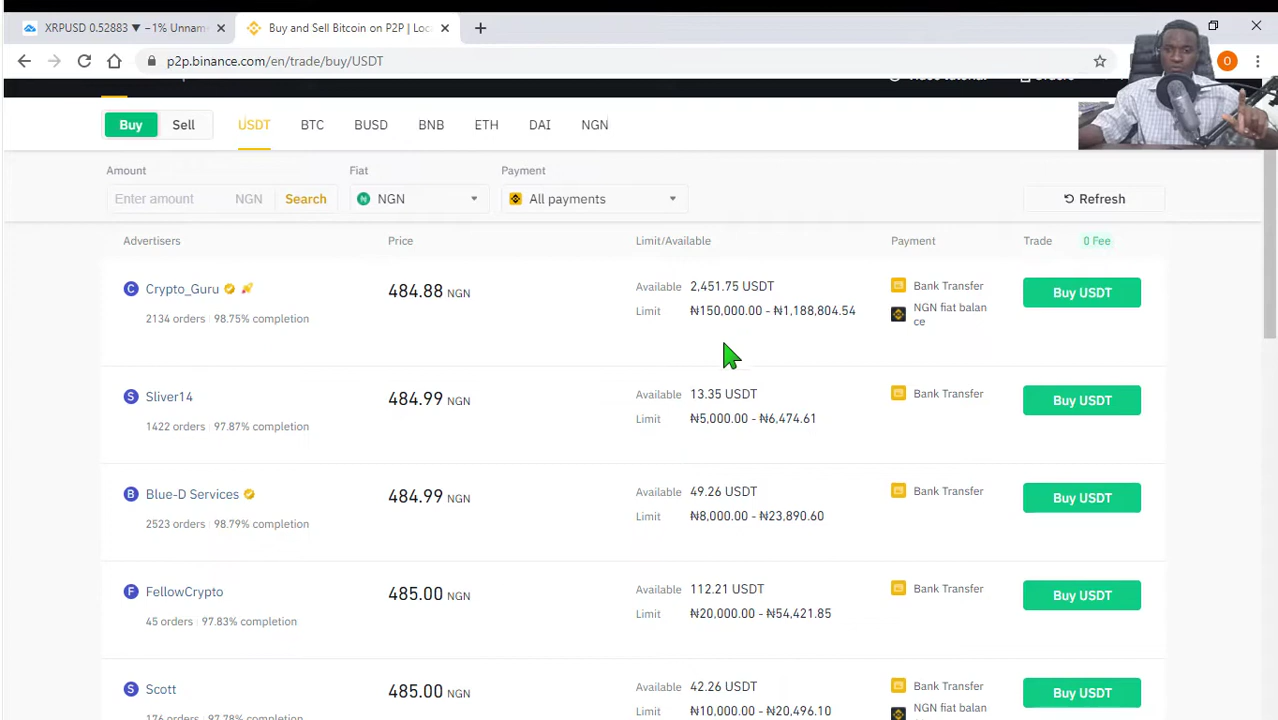 XRPUSD 0.52883 ▼ −1% Unnam
Buy and Sell Bitcoin on P2P | Loc
p2p.binance.com/en/trade/buy/USDT
O
Buy Sell USDT BTC BUSD BNB ETH DAI NGN
Amount Fiat Payment
Enter amount NGN Search NGN All payments Refresh
Advertisers Price Limit/Available Payment Trade 0 Fee
C Crypto_Guru 484.88 NGN Available 2,451.75 USDT Bank Transfer Buy USDT
2134 orders 98.75% completion Limit ₦150,000.00 - ₦1,188,804.54 NGN fiat balan
ce
S Sliver14 484.99 NGN Available 13.35 USDT Bank Transfer Buy USDT
1422 orders 97.87% completion Limit ₦5,000.00 - ₦6,474.61
B Blue-D Services 484.99 NGN Available 49.26 USDT Bank Transfer Buy USDT
2523 orders 98.79% completion Limit ₦8,000.00 - ₦23,890.60
F FellowCrypto 485.00 NGN Available 112.21 USDT Bank Transfer Buy USDT
45 orders 97.83% completion Limit ₦20,000.00 - ₦54,421.85
S Scott 485.00 NGN Available 42.26 USDT Bank Transfer Buy USDT
176 orders 97.78% completion Limit ₦10,000.00 - ₦20,496.10 NGN fiat balan